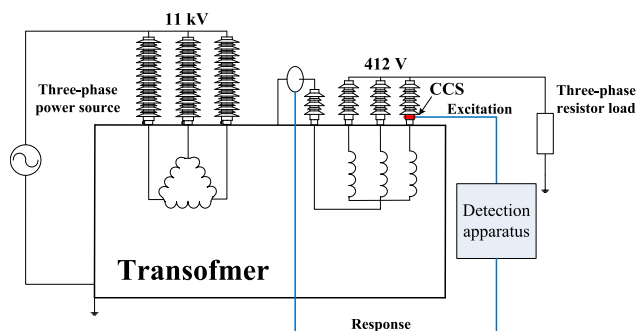 11 kV
412 V
Three-phase
power source
CCS
Excitation
Three-phase
resistor load
Detection
apparatus
Transofmer
Response